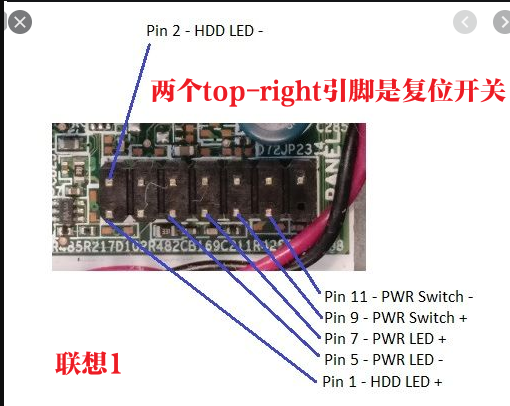 Pin 2 - HDD LED -
两个top-right引脚是复位开关
Pin 11 - PWR Switch -
Pin 9 - PWR Switch +
Pin 7 - PWR LED +
Pin 5 - PWR LED -
Pin 1 - HDD LED +
联想1